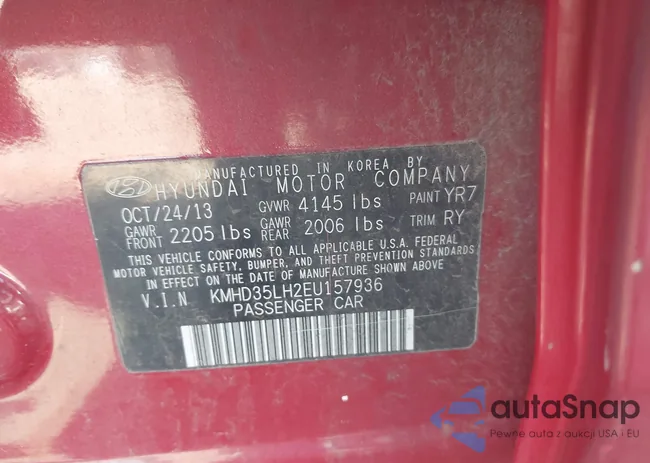 MANUFACTURED IN KOREA BY
HYUNDAI MOTOR COMPANY
OCT/24/13 GVWR 4145 lbs PAINT YR7
GAWR FRONT 2205 lbs GAWR REAR 2006 lbs TRIM RY
THIS VEHICLE CONFORMS TO ALL APPLICABLE U.S.A. FEDERAL
MOTOR VEHICLE SAFETY, BUMPER, AND THEFT PREVENTION STANDARDS
IN EFFECT ON THE DATE OF MANUFACTURE SHOWN ABOVE.
V.I.N KMHD35LH2EU157936
PASSENGER CAR
autaSnap
Pewne auta z aukcji USA i EU